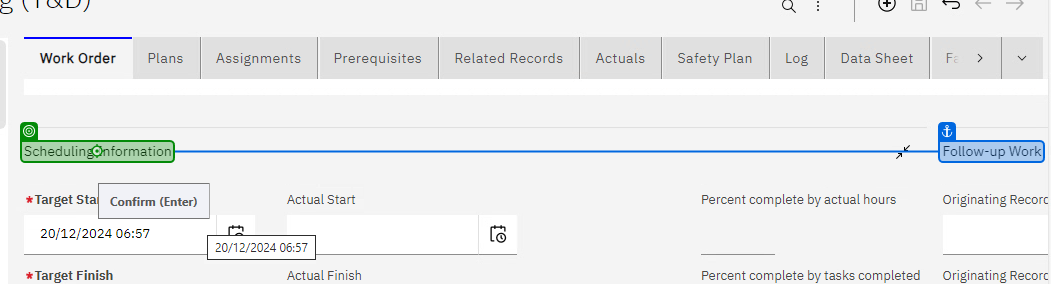 g (T&D)
Work Order Plans Assignments Prerequisites Related Records Actuals Safety Plan Log Data Sheet Fa
Scheduling Information Follow-up Work
*Target Star Actual Start Percent complete by actual hours Originating Record
Confirm (Enter)
20/12/2024 06:57
20/12/2024 06:57
*Target Finish Actual Finish Percent complete by tasks completed Originating Record